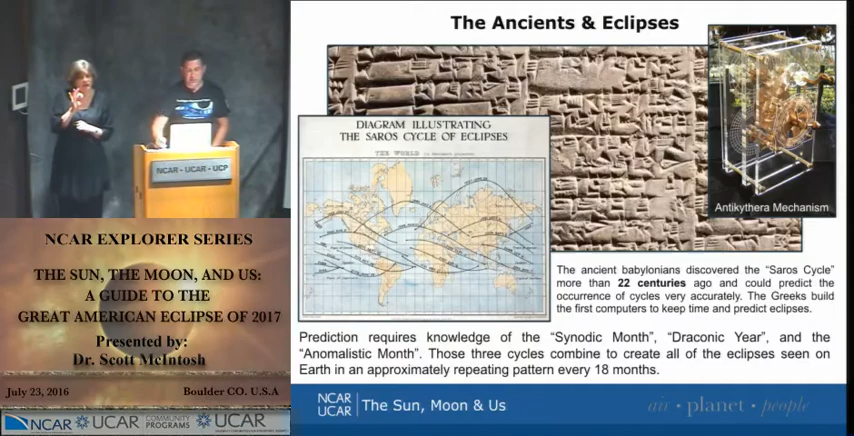 NCAR - UCAR - UCP
NCAR EXPLORER SERIES
THE SUN, THE MOON, AND US:
A GUIDE TO THE
GREAT AMERICAN ECLIPSE OF 2017
Presented by:
Dr. Scott McIntosh
July 23, 2016
Boulder CO. U.S.A
NCAR
UCAR
COMMUNITY
PROGRAMS
UCAR
The Ancients & Eclipses
DIAGRAM ILLUSTRATING
THE SAROS CYCLE OF ECLIPSES
THE WORLD
Antikythera Mechanism
The ancient babylonians discovered the “Saros Cycle”
more than 22 centuries ago and could predict the
occurrence of cycles very accurately. The Greeks build
the first computers to keep time and predict eclipses.
Prediction requires knowledge of the “Synodic Month”, “Draconic Year”, and the
“Anomalistic Month”. Those three cycles combine to create all of the eclipses seen on
Earth in an approximately repeating pattern every 18 months.
NCAR
UCAR
The Sun, Moon & Us
air • planet • people